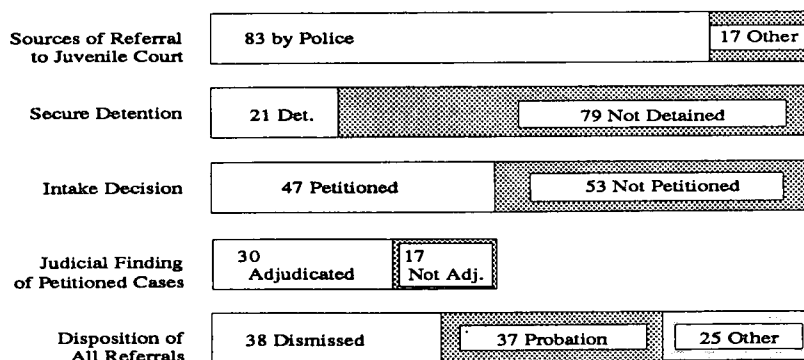 Sources of Referral
to Juvenile Court
83 by Police
17 Other
Secure Detention
21 Det.
79 Not Detained
Intake Decision
47 Petitioned
53 Not Petitioned
Judicial Finding
of Petitioned Cases
30
Adjudicated
17
Not Adj.
Disposition of
All Referrals
38 Dismissed
37 Probation
25 Other